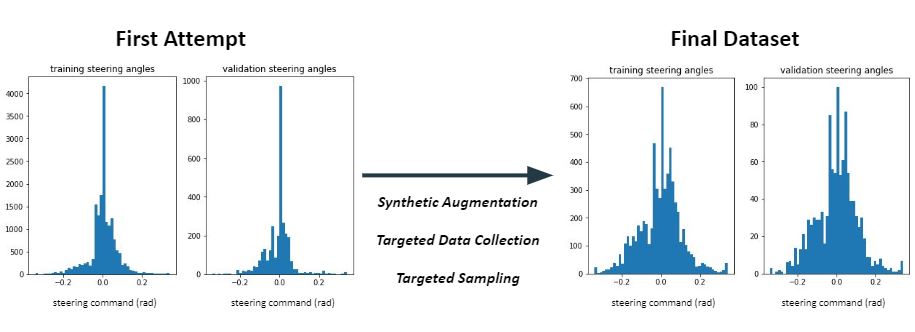 First Attempt
Final Dataset
training steering angles
validation steering angles
training steering angles
validation steering angles
4000
3500
3000
2500
2000
1500
1000
500
0
−0.2 0.0 0.2
steering command (rad)
1000
800
600
400
200
0
−0.2 0.0 0.2
steering command (rad)
Synthetic Augmentation
Targeted Data Collection
Targeted Sampling
700
600
500
400
300
200
100
0
−0.2 0.0 0.2
steering command (rad)
100
80
60
40
20
0
−0.2 0.0 0.2
steering command (rad)